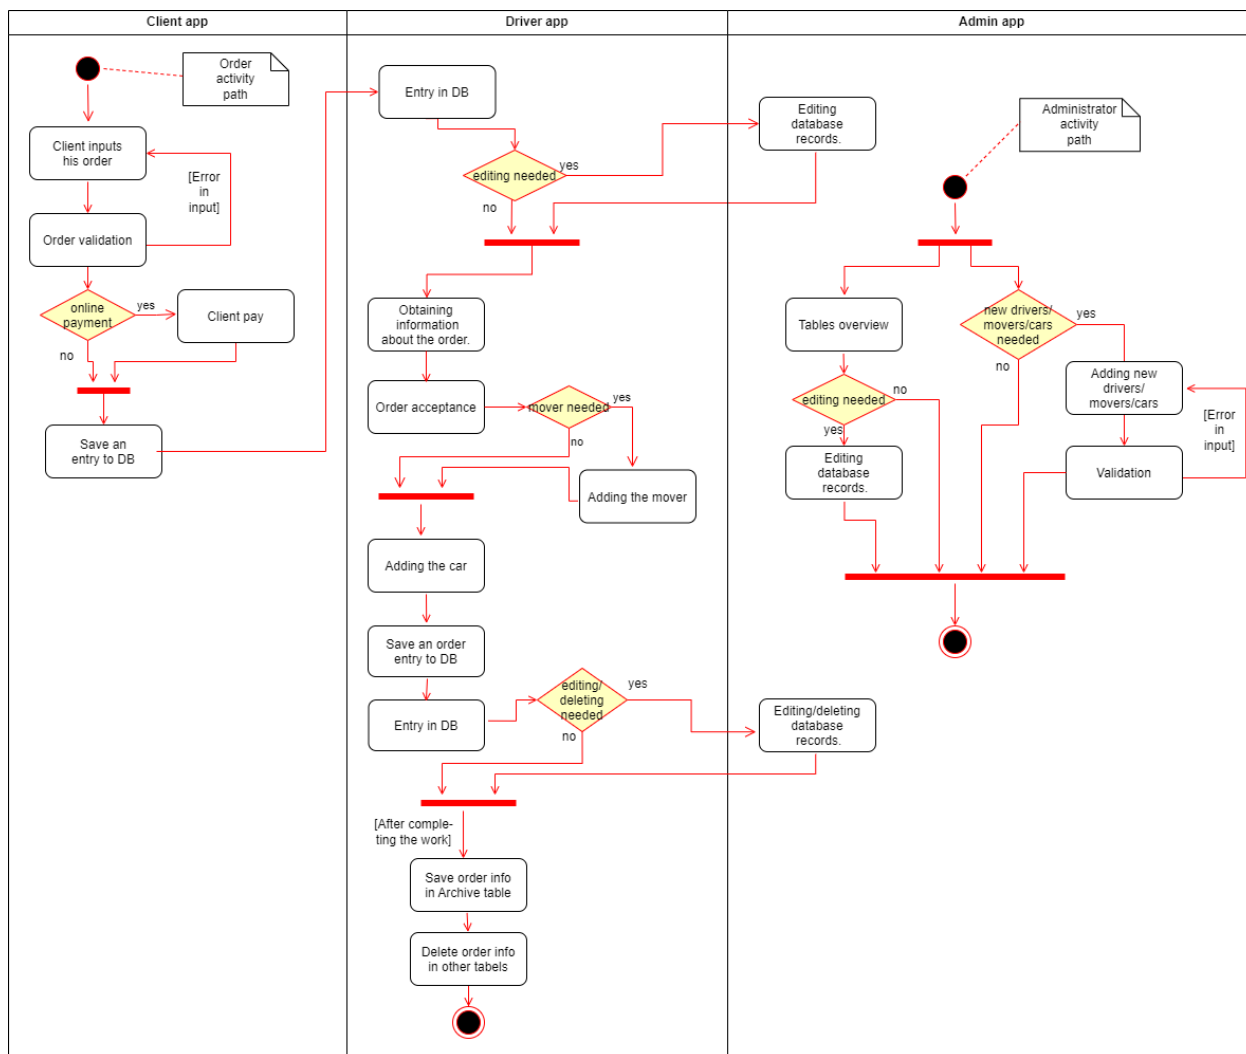 Client app
Driver app
Admin app
Order
activity
path
Client inputs
his order
[Error
in
input]
Order validation
online
payment
yes
no
Client pay
Save an
entry to DB
Entry in DB
editing needed
yes
no
Editing
database
records.
Obtaining
information
about the order.
Order acceptance
mover needed
yes
no
Adding the mover
Adding the car
Save an order
entry to DB
Entry in DB
editing/
deleting
needed
yes
no
Editing/deleting
database
records.
[After comple-
ting the work]
Save order info
in Archive table
Delete order info
in other tabels
Administrator
activity
path
Tables overview
editing needed
no
yes
Editing
database
records.
new drivers/
movers/cars
needed
yes
no
Adding new
drivers/
movers/cars
[Error
in
input]
Validation